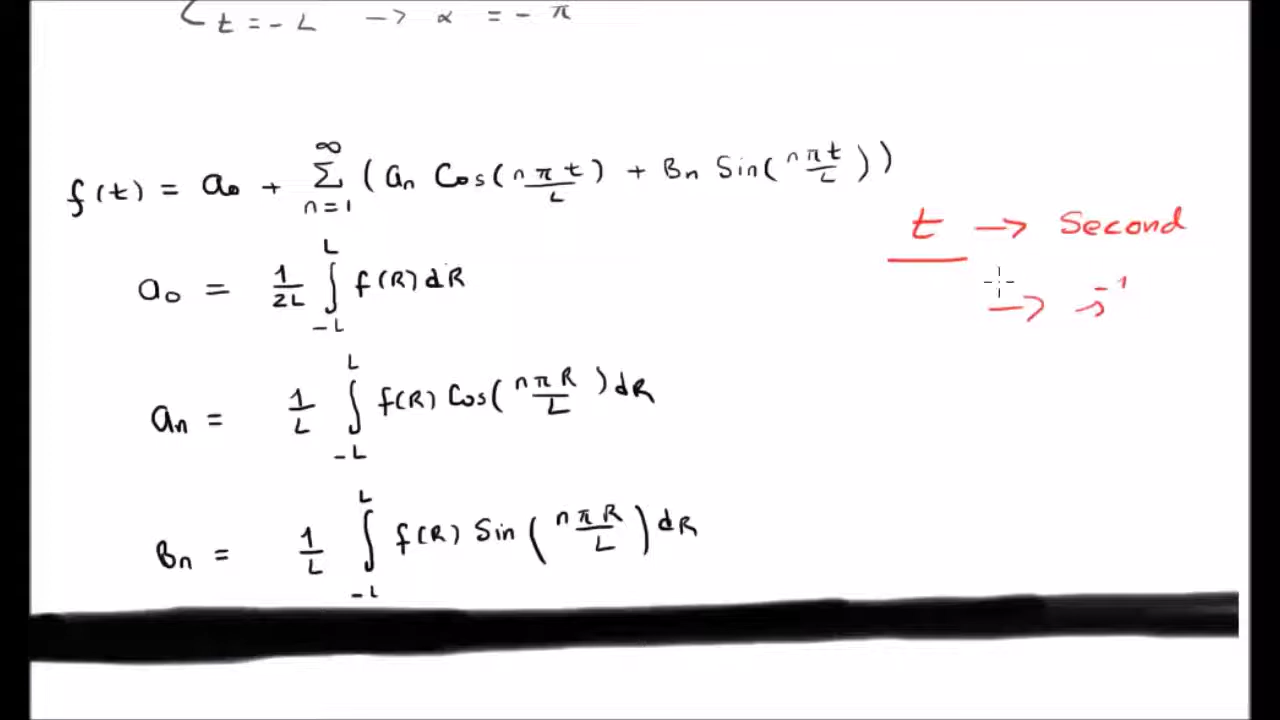 t = - L → α = - π
f(t) = a₀ + ∑_{n=1}^{∞} (an Cos(nπt/L) + Bn Sin(nπt/L))
t → Second
→ s⁻¹
a₀ = 1/2L ∫_{-L}^{L} f(R)dR
an = 1/L ∫_{-L}^{L} f(R) Cos(nπR/L)dR
Bn = 1/L ∫_{-L}^{L} f(R) Sin(nπR/L)dR